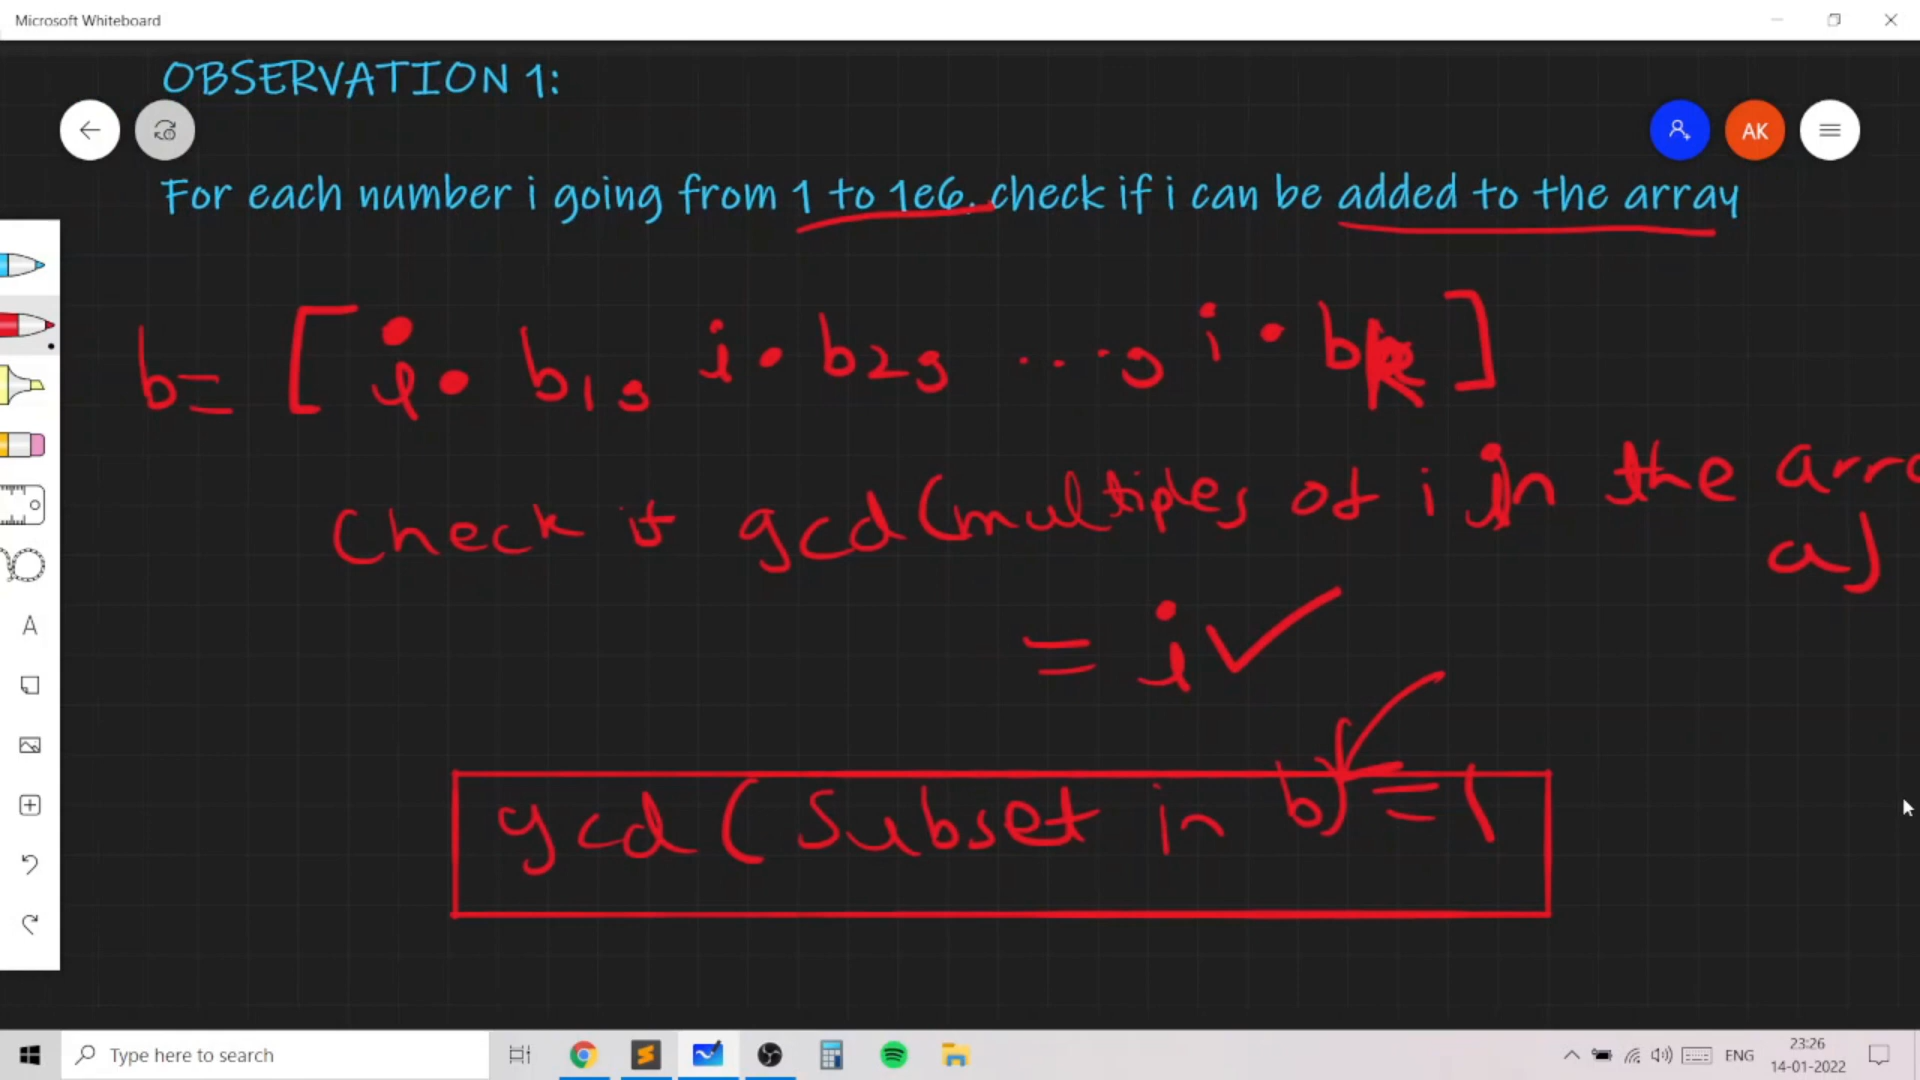 Microsoft Whiteboard
OBSERVATION 1:
AK
For each number i going from 1 to 1e6, check if i can be added to the array
b = [ i • b1, i • b2, ..., i • bk ]
Check if gcd (multiples of i in the arra
a)
= i ✓
gcd ( Subset in b) = 1
A
Type here to search
ENG
23:26
14-01-2022